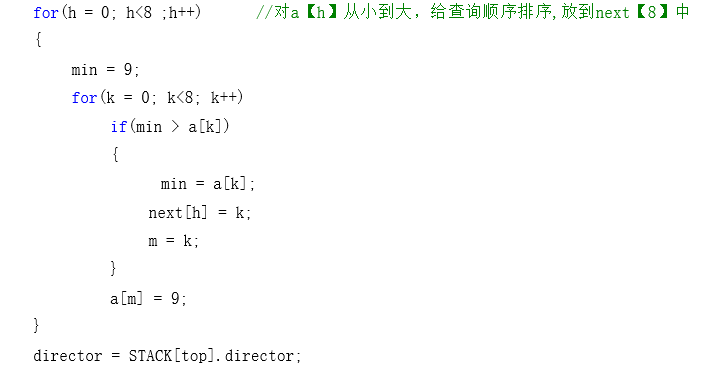 for(h = 0; h<8 ;h++)       //对a【h】从小到大，给查询顺序排序,放到next【8】中
{
    min = 9;
    for(k = 0; k<8; k++)
        if(min > a[k])
        {
             min = a[k];
            next[h] = k;
            m = k;
        }
        a[m] = 9;
}
director = STACK[top].director;